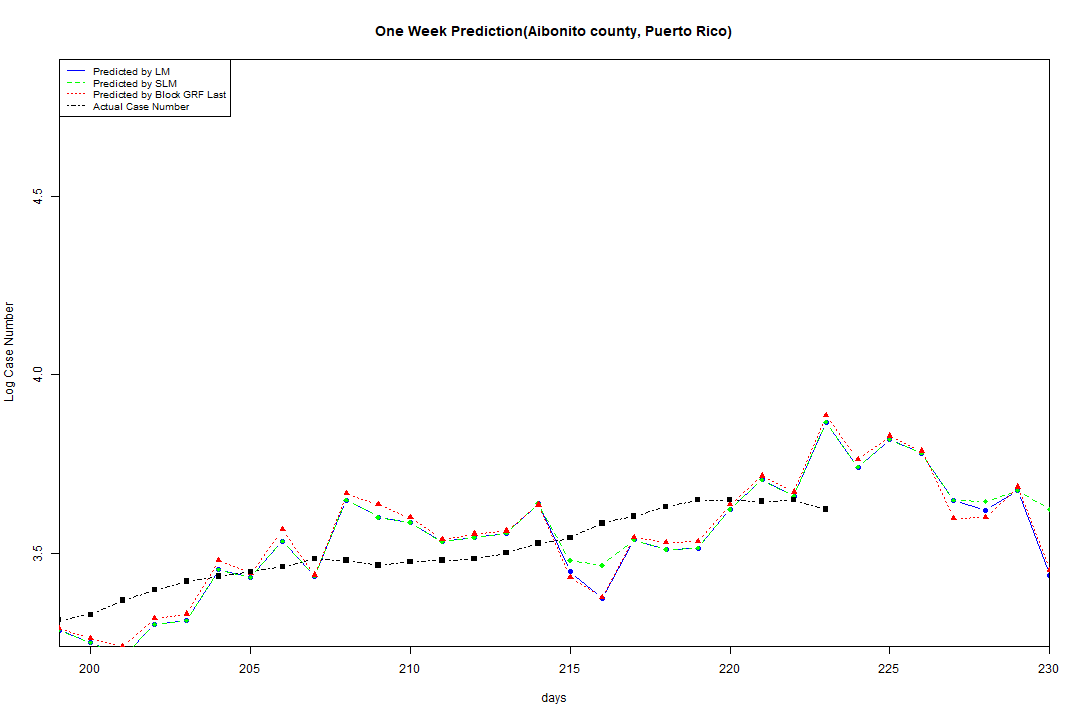 One Week Prediction(Aibonito county, Puerto Rico)
Predicted by LM
Predicted by SLM
Predicted by Block GRF Last
Actual Case Number
4.5
4.0
3.5
Log Case Number
200 205 210 215 220 225 230
days